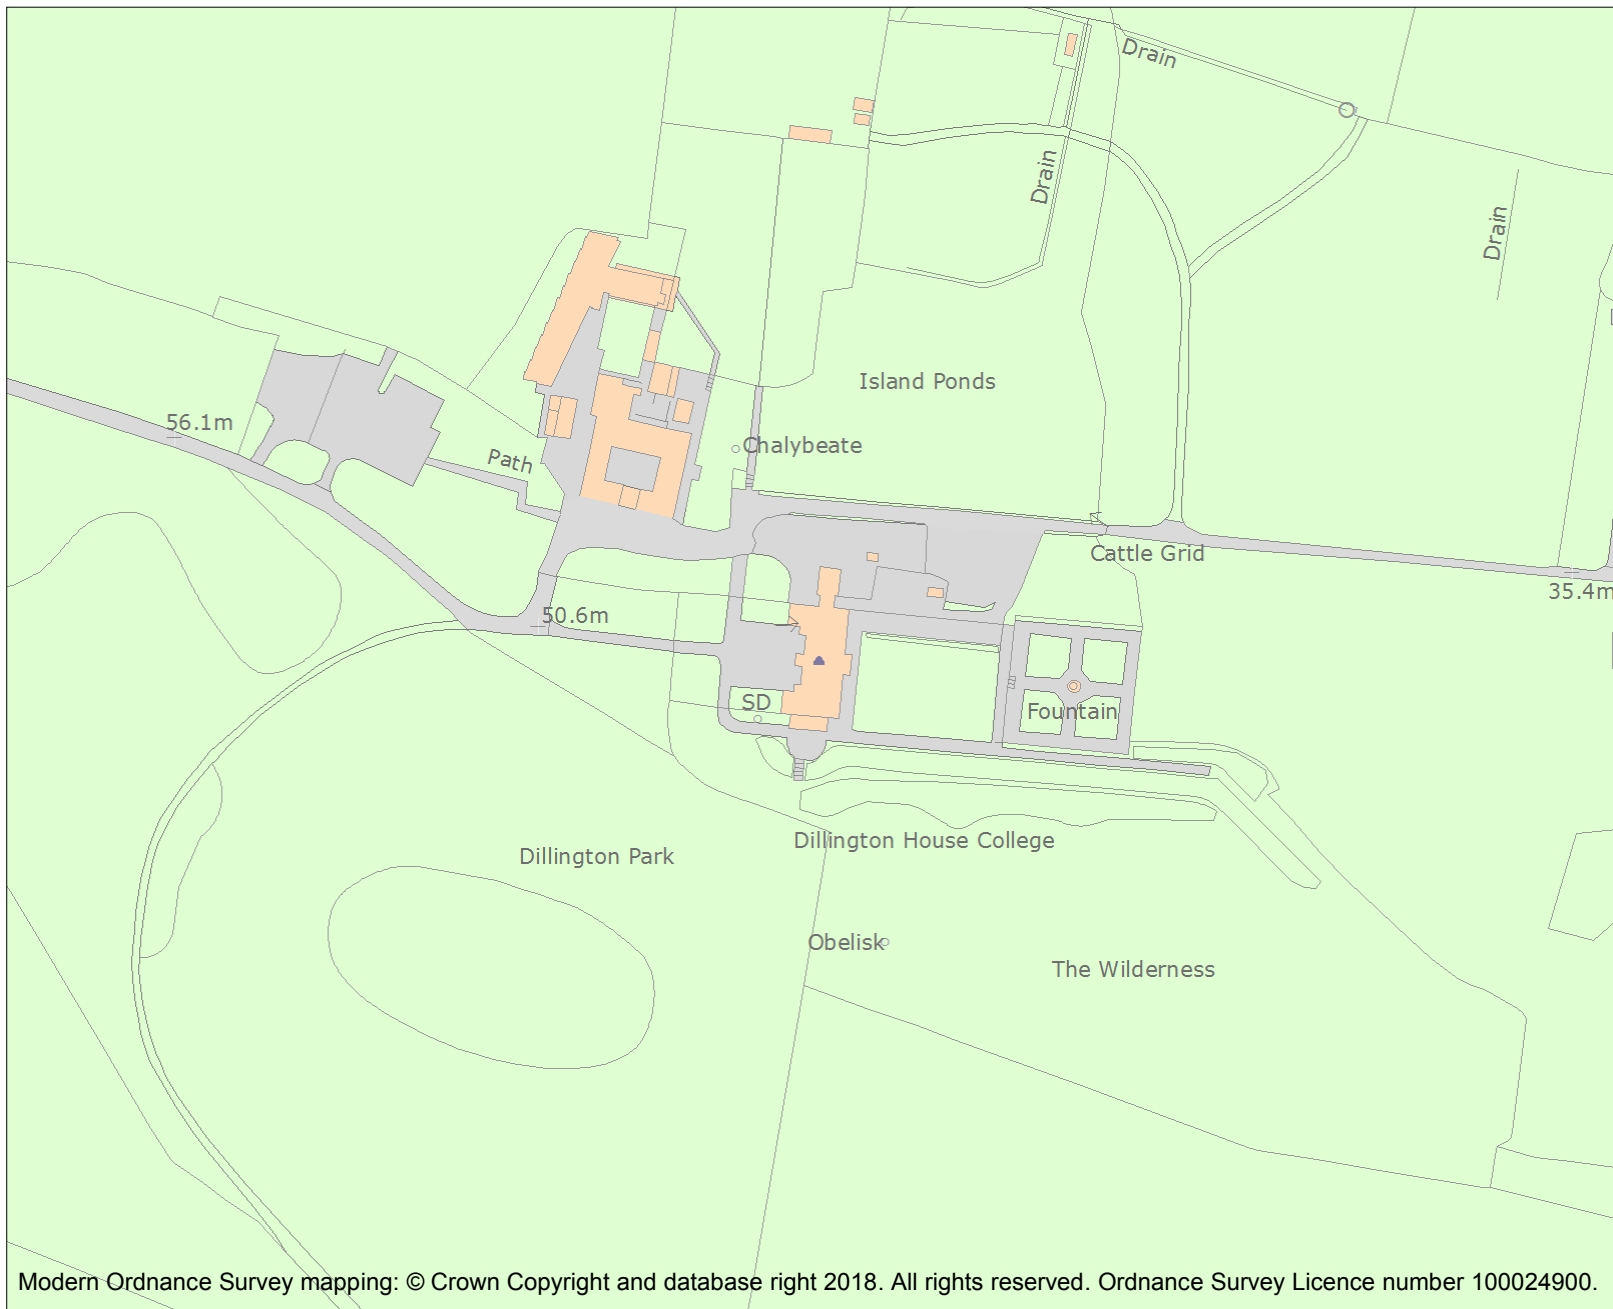 Drain
Drain
Drain
Island Ponds
56.1m
Chalybeate
Path
Cattle Grid
35.4m
50.6m
SD
Fountain
Dillington House College
Dillington Park
Obelisk
The Wilderness
Modern Ordnance Survey mapping: © Crown Copyright and database right 2018. All rights reserved. Ordnance Survey Licence number 100024900.